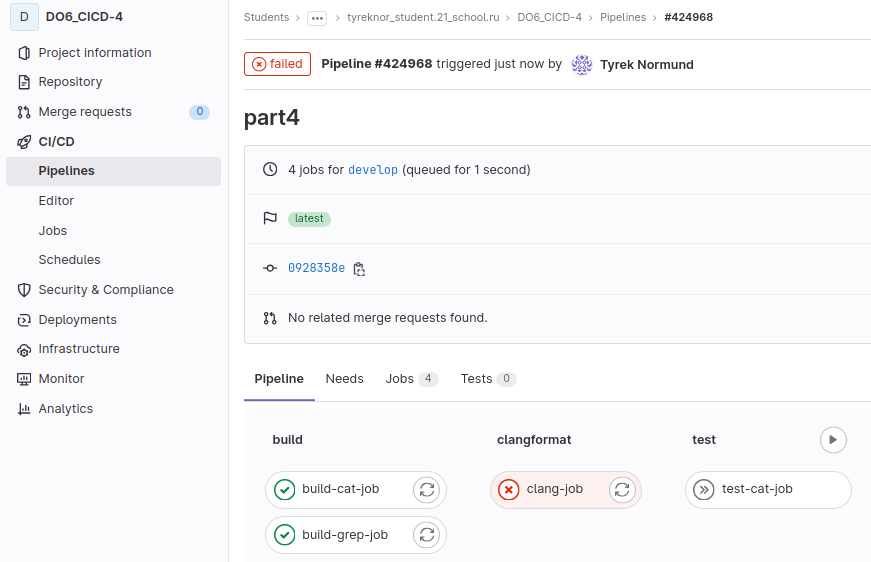 D DO6_CICD-4
Project information
Repository
Merge requests 0
CI/CD
Pipelines
Editor
Jobs
Schedules
Security & Compliance
Deployments
Infrastructure
Monitor
Analytics
Students › ... › tyreknor_student.21_school.ru › DO6_CICD-4 › Pipelines › #424968
failed Pipeline #424968 triggered just now by Tyrek Normund
part4
4 jobs for develop (queued for 1 second)
latest
0928358e
No related merge requests found.
Pipeline Needs Jobs 4 Tests 0
build clangformat test
build-cat-job clang-job test-cat-job
build-grep-job